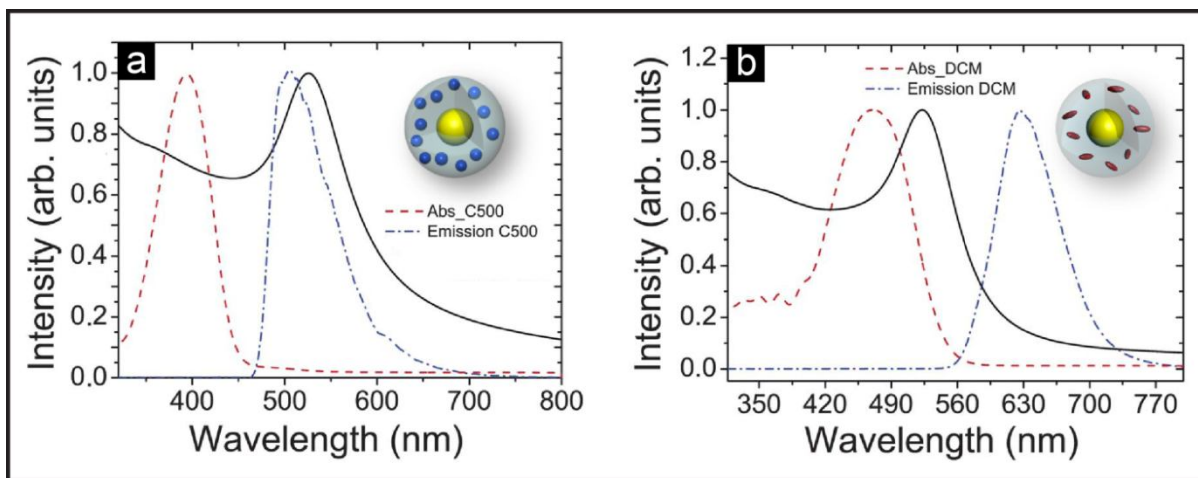 a
Intensity (arb. units)
1.0
0.8
0.6
0.4
0.2
0.0
Abs_C500
Emission C500
400 500 600 700 800
Wavelength (nm)
b
Intensity (arb. units)
1.2
1.0
0.8
0.6
0.4
0.2
0.0
Abs_DCM
Emission DCM
350 420 490 560 630 700 770
Wavelength (nm)